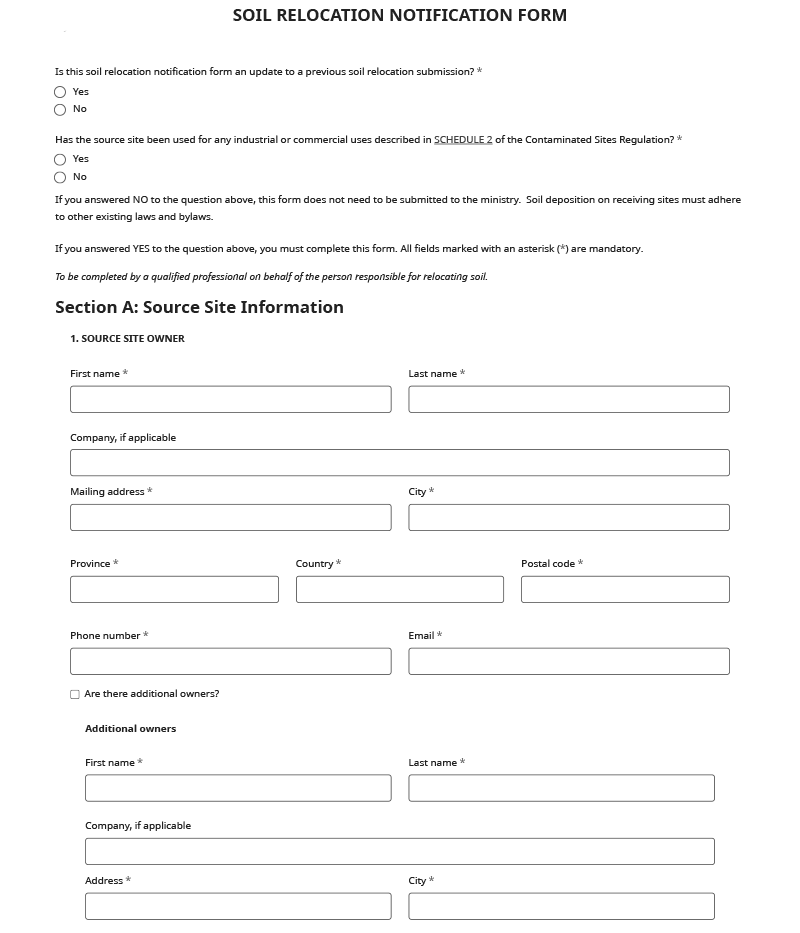 SOIL RELOCATION NOTIFICATION FORM
Is this soil relocation notification form an update to a previous soil relocation submission? *
Yes
No
Has the source site been used for any industrial or commercial uses described in SCHEDULE 2 of the Contaminated Sites Regulation? *
Yes
No
If you answered NO to the question above, this form does not need to be submitted to the ministry. Soil deposition on receiving sites must adhere
to other existing laws and bylaws.
If you answered YES to the question above, you must complete this form. All fields marked with an asterisk (*) are mandatory.
To be completed by a qualified professional on behalf of the person responsible for relocating soil.
Section A: Source Site Information
1. SOURCE SITE OWNER
First name * Last name *
Company, if applicable
Mailing address * City *
Province * Country * Postal code *
Phone number * Email *
Are there additional owners?
Additional owners
First name * Last name *
Company, if applicable
Address * City *